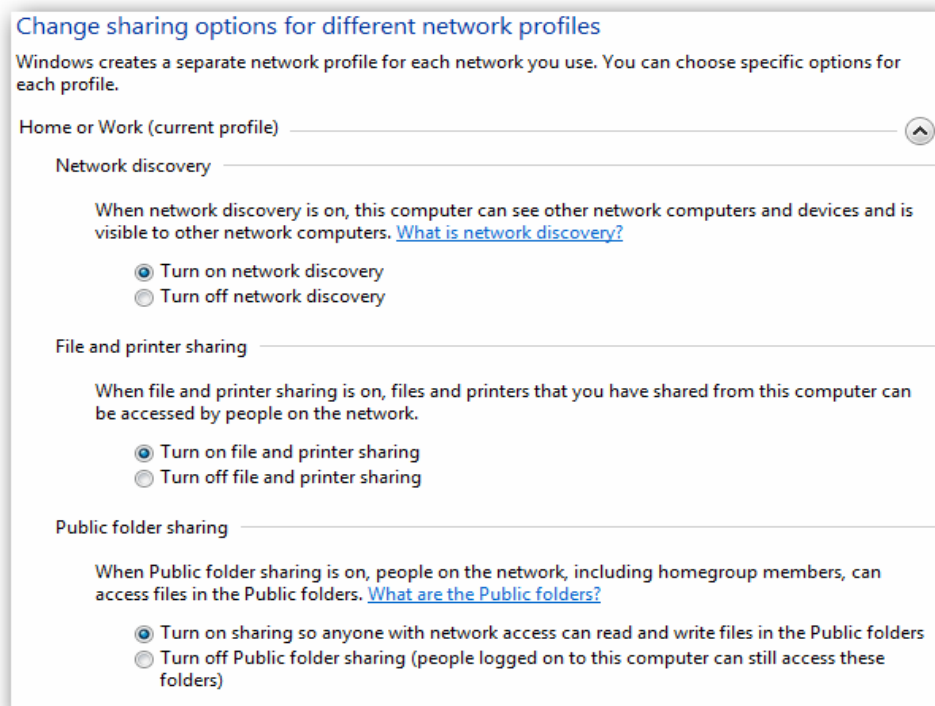 Change sharing options for different network profiles
Windows creates a separate network profile for each network you use. You can choose specific options for
each profile.
Home or Work (current profile)
Network discovery
When network discovery is on, this computer can see other network computers and devices and is
visible to other network computers. What is network discovery?
Turn on network discovery
Turn off network discovery
File and printer sharing
When file and printer sharing is on, files and printers that you have shared from this computer can
be accessed by people on the network.
Turn on file and printer sharing
Turn off file and printer sharing
Public folder sharing
When Public folder sharing is on, people on the network, including homegroup members, can
access files in the Public folders. What are the Public folders?
Turn on sharing so anyone with network access can read and write files in the Public folders
Turn off Public folder sharing (people logged on to this computer can still access these
folders)